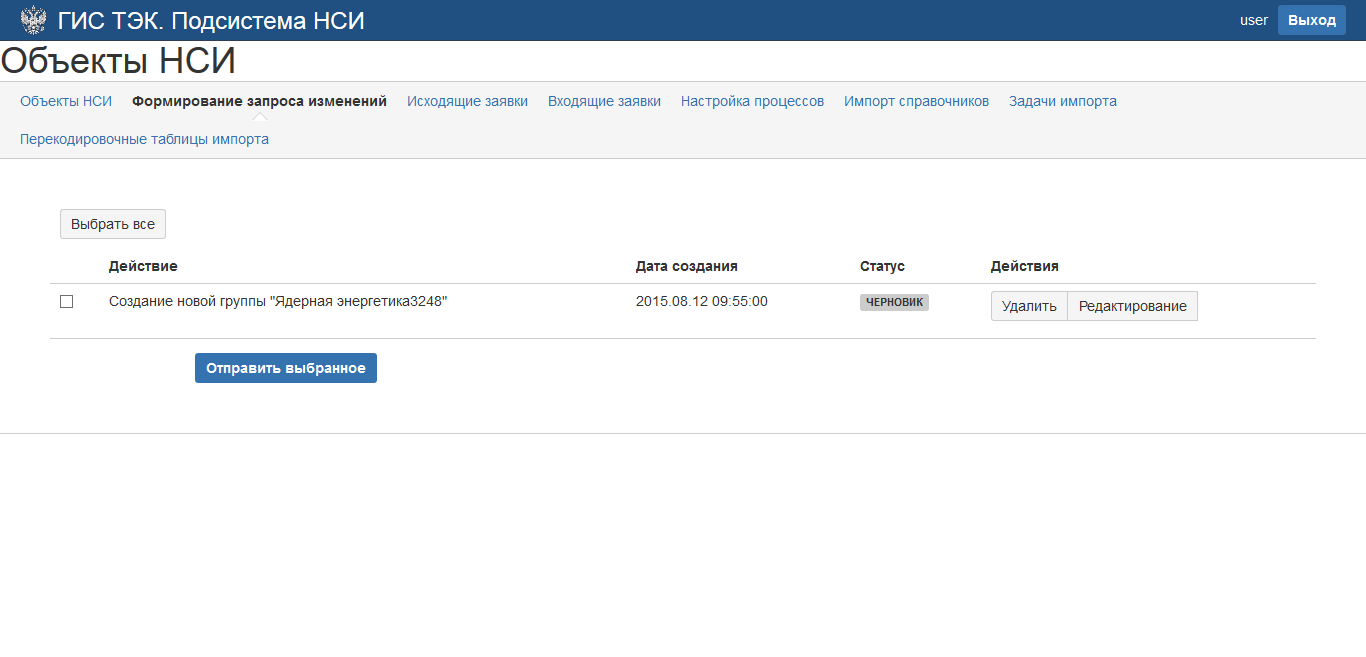 ГИС ТЭК. Подсистема НСИ
user Выход
Объекты НСИ
Объекты НСИ Формирование запроса изменений Исходящие заявки Входящие заявки Настройка процессов Импорт справочников Задачи импорта
Перекодировочные таблицы импорта
Выбрать все
Действие Дата создания Статус Действия
Создание новой группы "Ядерная энергетика3248" 2015.08.12 09:55:00 ЧЕРНОВИК Удалить Редактирование
Отправить выбранное